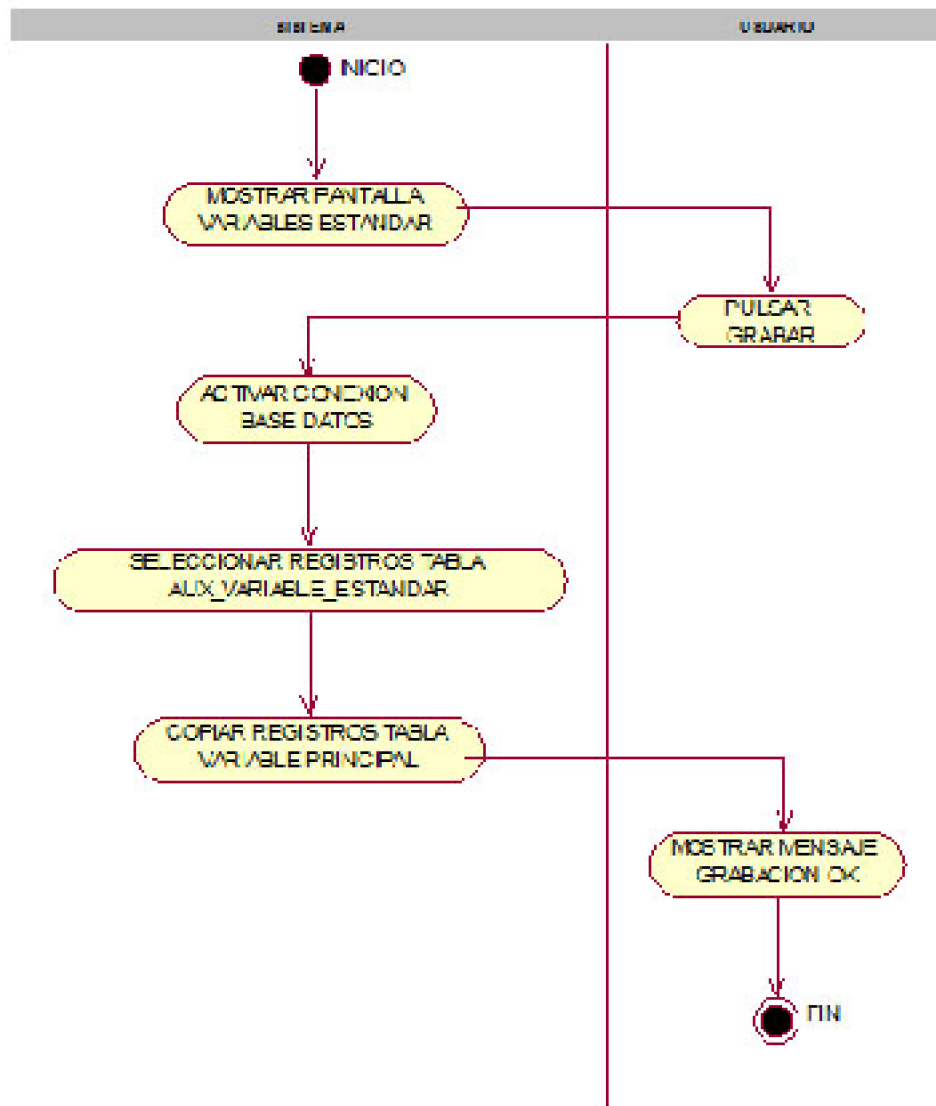 SISTEMA
USUARIO
INICIO
MOSTRAR PANTALLA
VARIABLES ESTANDAR
PULSAR
GRABAR
ACTIVAR CONEXION
BASE DATOS
SELECCIONAR REGISTROS TABLA
AUX_VARIABLE_ESTANDAR
COPIAR REGISTROS TABLA
VARIABLE PRINCIPAL
MOSTRAR MENSAJE
GRABACION OK
FIN